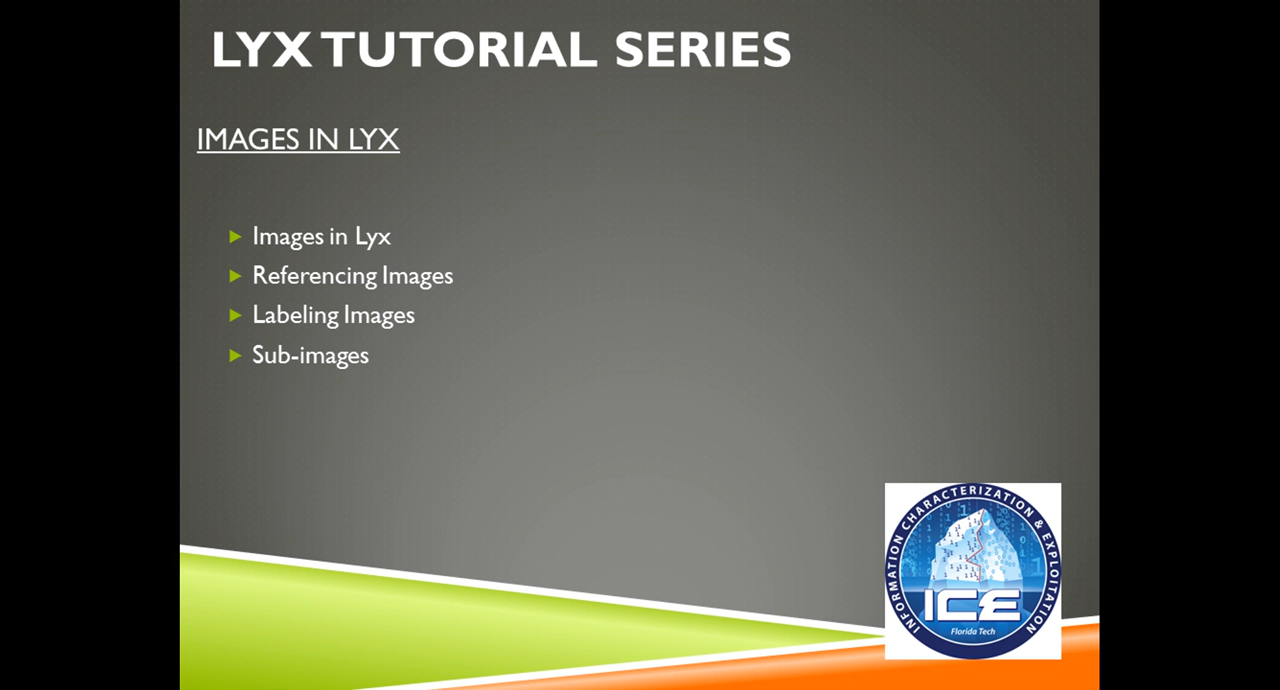 LYX TUTORIAL SERIES
IMAGES IN LYX
Images in Lyx
Referencing Images
Labeling Images
Sub-images
INFORMATION CHARACTERIZATION & EXPLOITATION
ICE
Florida Tech